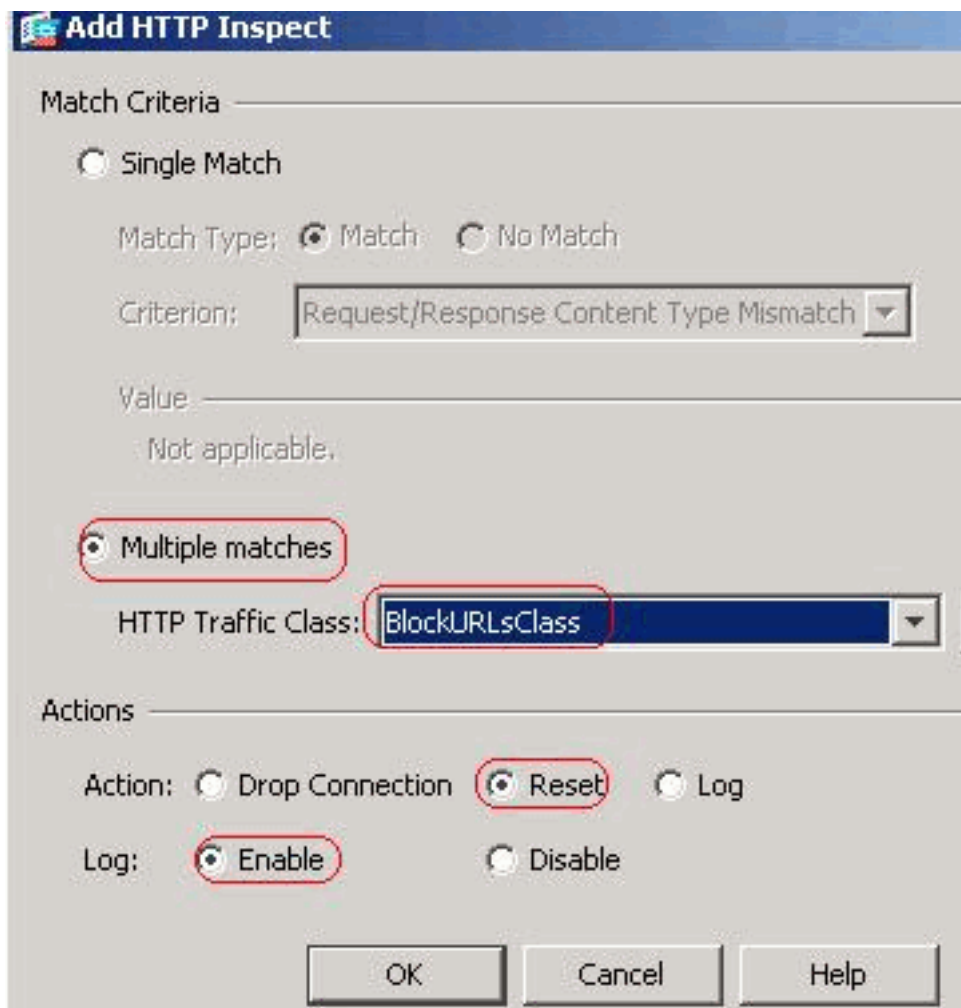 Add HTTP Inspect
Match Criteria
Single Match
Match Type: Match No Match
Criterion: Request/Response Content Type Mismatch
Value
Not applicable.
Multiple matches
HTTP Traffic Class: BlockURLsClass
Actions
Action: Drop Connection Reset Log
Log: Enable Disable
OK Cancel Help